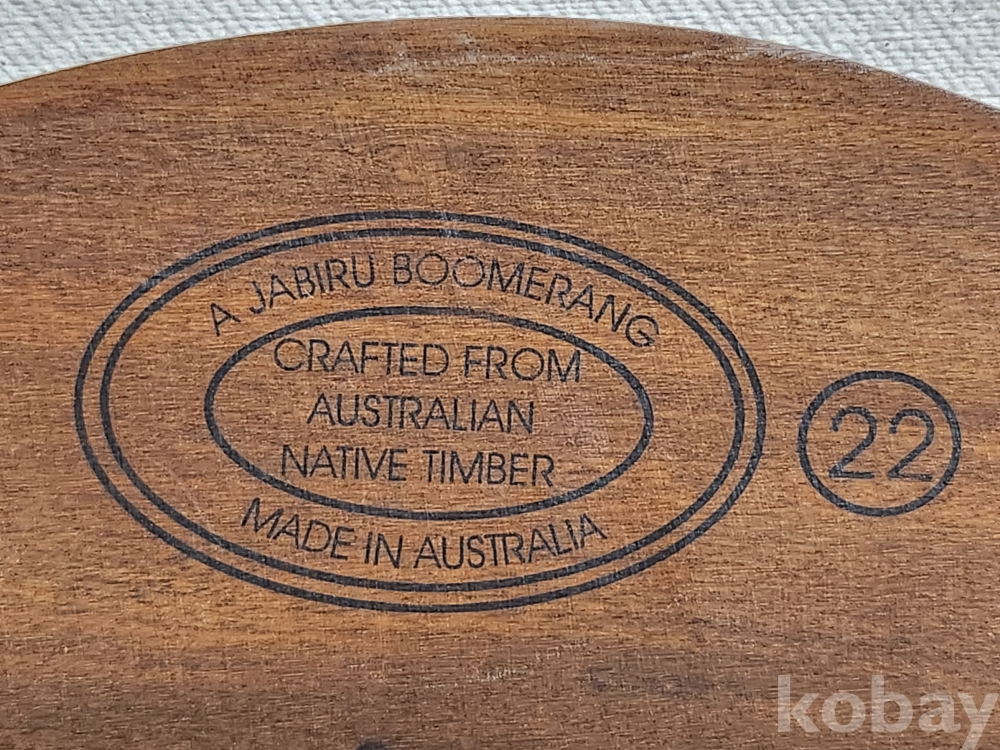 A JABIRU BOOMERANG
CRAFTED FROM
AUSTRALIAN
NATIVE TIMBER
MADE IN AUSTRALIA
22
kobay